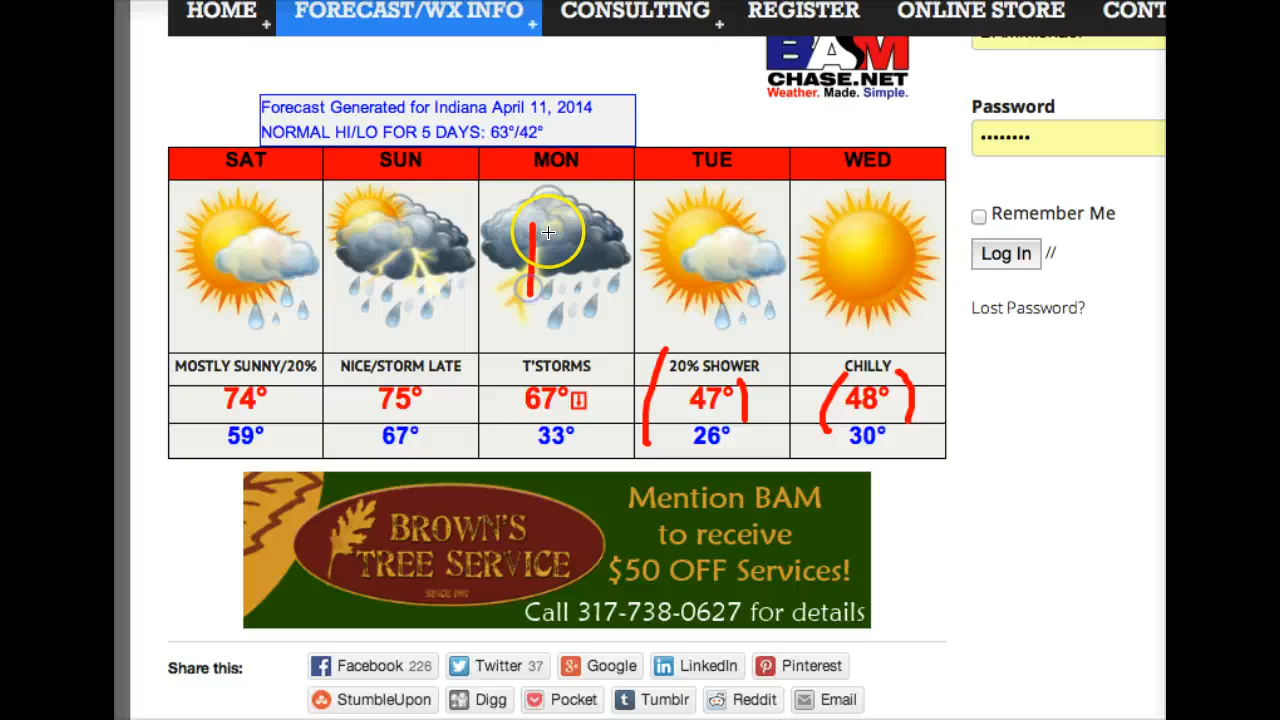 HOME
FORECAST/WX INFO
CONSULTING
REGISTER
ONLINE STORE
CONT
BAM
CHASE.NET
Weather. Made. Simple.
Password
••••••••
Remember Me
Log In //
Lost Password?
Forecast Generated for Indiana April 11, 2014
NORMAL HI/LO FOR 5 DAYS: 63°/42°
SAT SUN MON TUE WED
MOSTLY SUNNY/20% NICE/STORM LATE T'STORMS 20% SHOWER CHILLY
74° 75° 67° 47° 48°
59° 67° 33° 26° 30°
BROWN'S
TREE SERVICE
SINCE 1997
Mention BAM
to receive
$50 OFF Services!
Call 317-738-0627 for details
Share this:
Facebook 226 Twitter 37 Google LinkedIn Pinterest
StumbleUpon Digg Pocket Tumblr Reddit Email